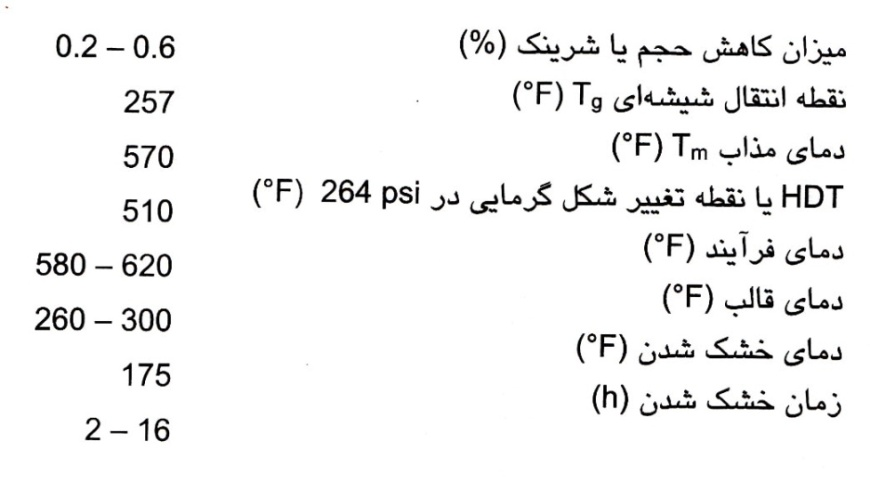 میزان کاهش حجم یا شرینک (%) 0.2 – 0.6
نقطه انتقال شیشه‌ای Tg (°F) 257
دمای مذاب Tm (°F) 570
HDT یا نقطه تغییر شکل گرمایی در 264 psi (°F) 510
دمای فرآیند (°F) 580 – 620
دمای قالب (°F) 260 – 300
دمای خشک شدن (°F) 175
زمان خشک شدن (h) 2 – 16